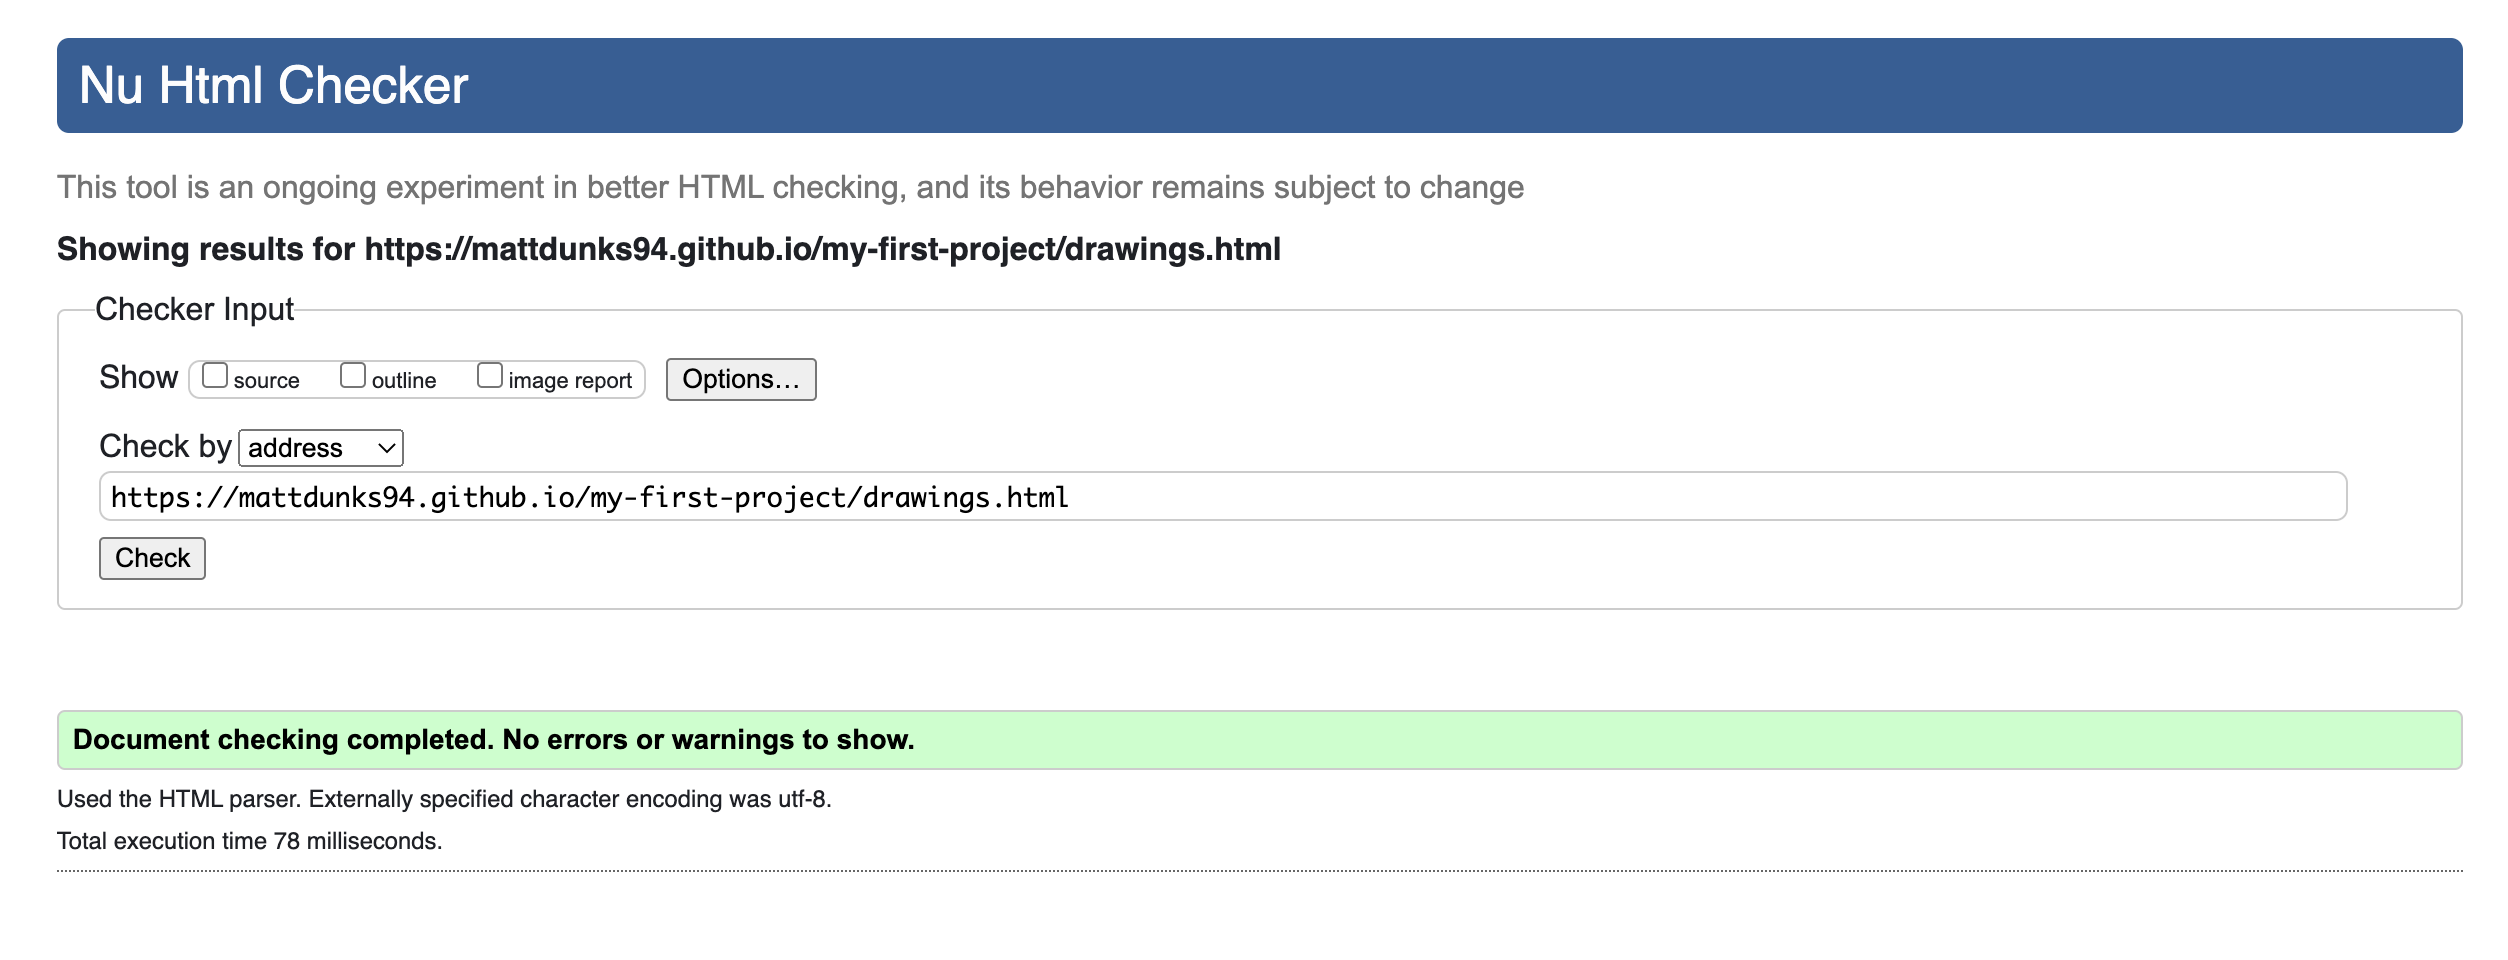 Nu Html Checker
This tool is an ongoing experiment in better HTML checking, and its behavior remains subject to change
Showing results for https://mattdunks94.github.io/my-first-project/drawings.html
Checker Input
Show source outline image report Options...
Check by address
https://mattdunks94.github.io/my-first-project/drawings.html
Check
Document checking completed. No errors or warnings to show.
Used the HTML parser. Externally specified character encoding was utf-8.
Total execution time 78 milliseconds.